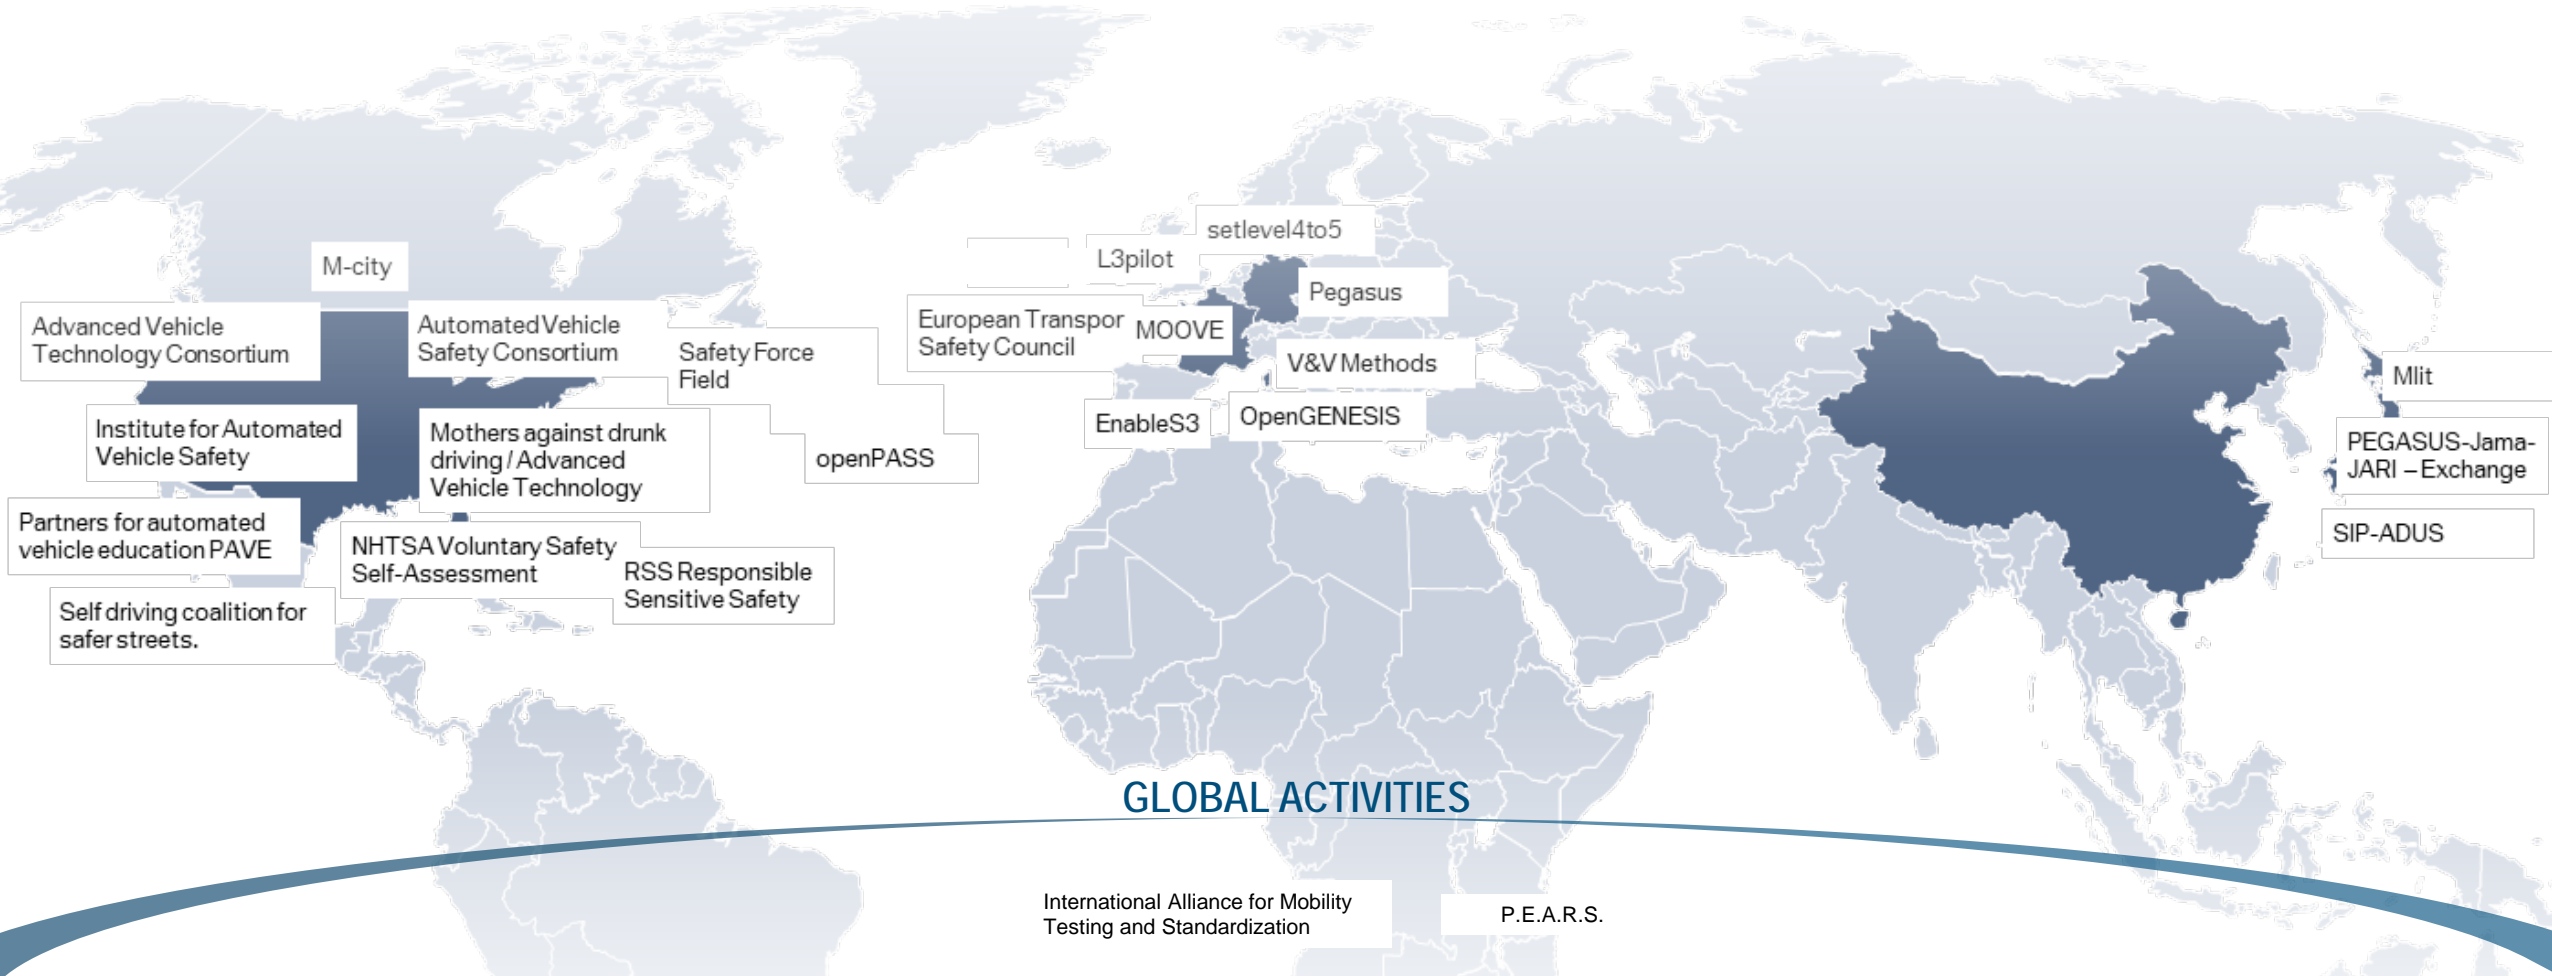 M-city
Advanced Vehicle
Technology Consortium
Automated Vehicle
Safety Consortium
Safety Force
Field
Institute for Automated
Vehicle Safety
Mothers against drunk
driving / Advanced
Vehicle Technology
openPASS
Partners for automated
vehicle education PAVE
NHTSA Voluntary Safety
Self-Assessment
RSS Responsible
Sensitive Safety
Self driving coalition for
safer streets.
setlevel4to5
L3pilot
Pegasus
European Transpor
Safety Council
MOOVE
V&V Methods
EnableS3
OpenGENESIS
Mlit
PEGASUS-Jama-
JARI – Exchange
SIP-ADUS
GLOBAL ACTIVITIES
International Alliance for Mobility
Testing and Standardization
P.E.A.R.S.